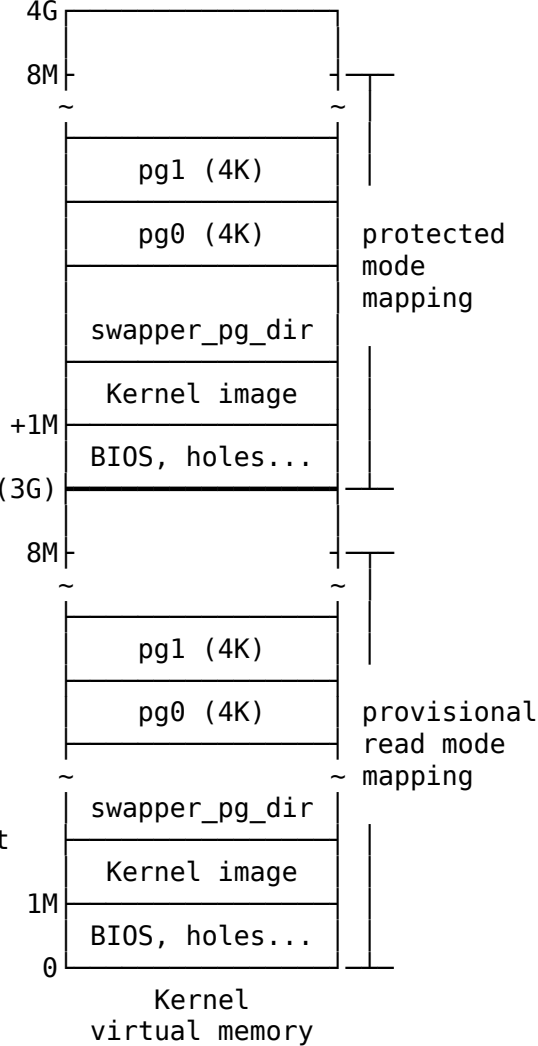 4G
8M
~ ~
pg1 (4K)
pg0 (4K)
protected
mode
mapping
swapper_pg_dir
Kernel image
+1M
BIOS, holes...
(3G)
8M
~ ~
pg1 (4K)
pg0 (4K)
provisional
read mode
mapping
~ ~
swapper_pg_dir
t
Kernel image
1M
BIOS, holes...
0
Kernel
virtual memory